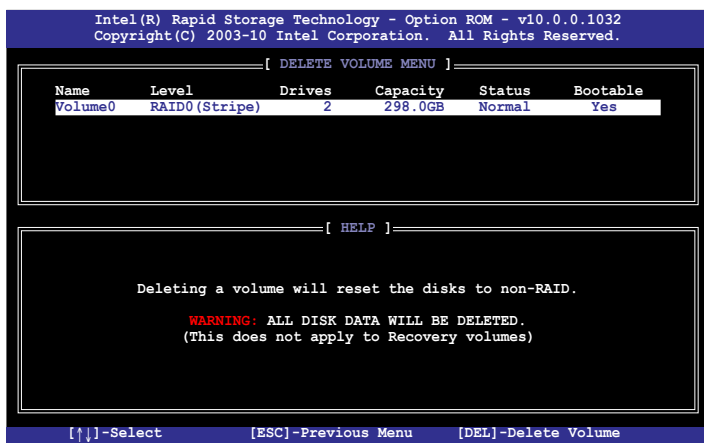 Intel(R) Rapid Storage Technology - Option ROM - v10.0.0.1032
Copyright(C) 2003-10 Intel Corporation. All Rights Reserved.
[ DELETE VOLUME MENU ]
Name Level Drives Capacity Status Bootable
Volume0 RAID0(Stripe) 2 298.0GB Normal Yes
[ HELP ]
Deleting a volume will reset the disks to non-RAID.
WARNING: ALL DISK DATA WILL BE DELETED.
(This does not apply to Recovery volumes)
[↑↓]-Select [ESC]-Previous Menu [DEL]-Delete Volume